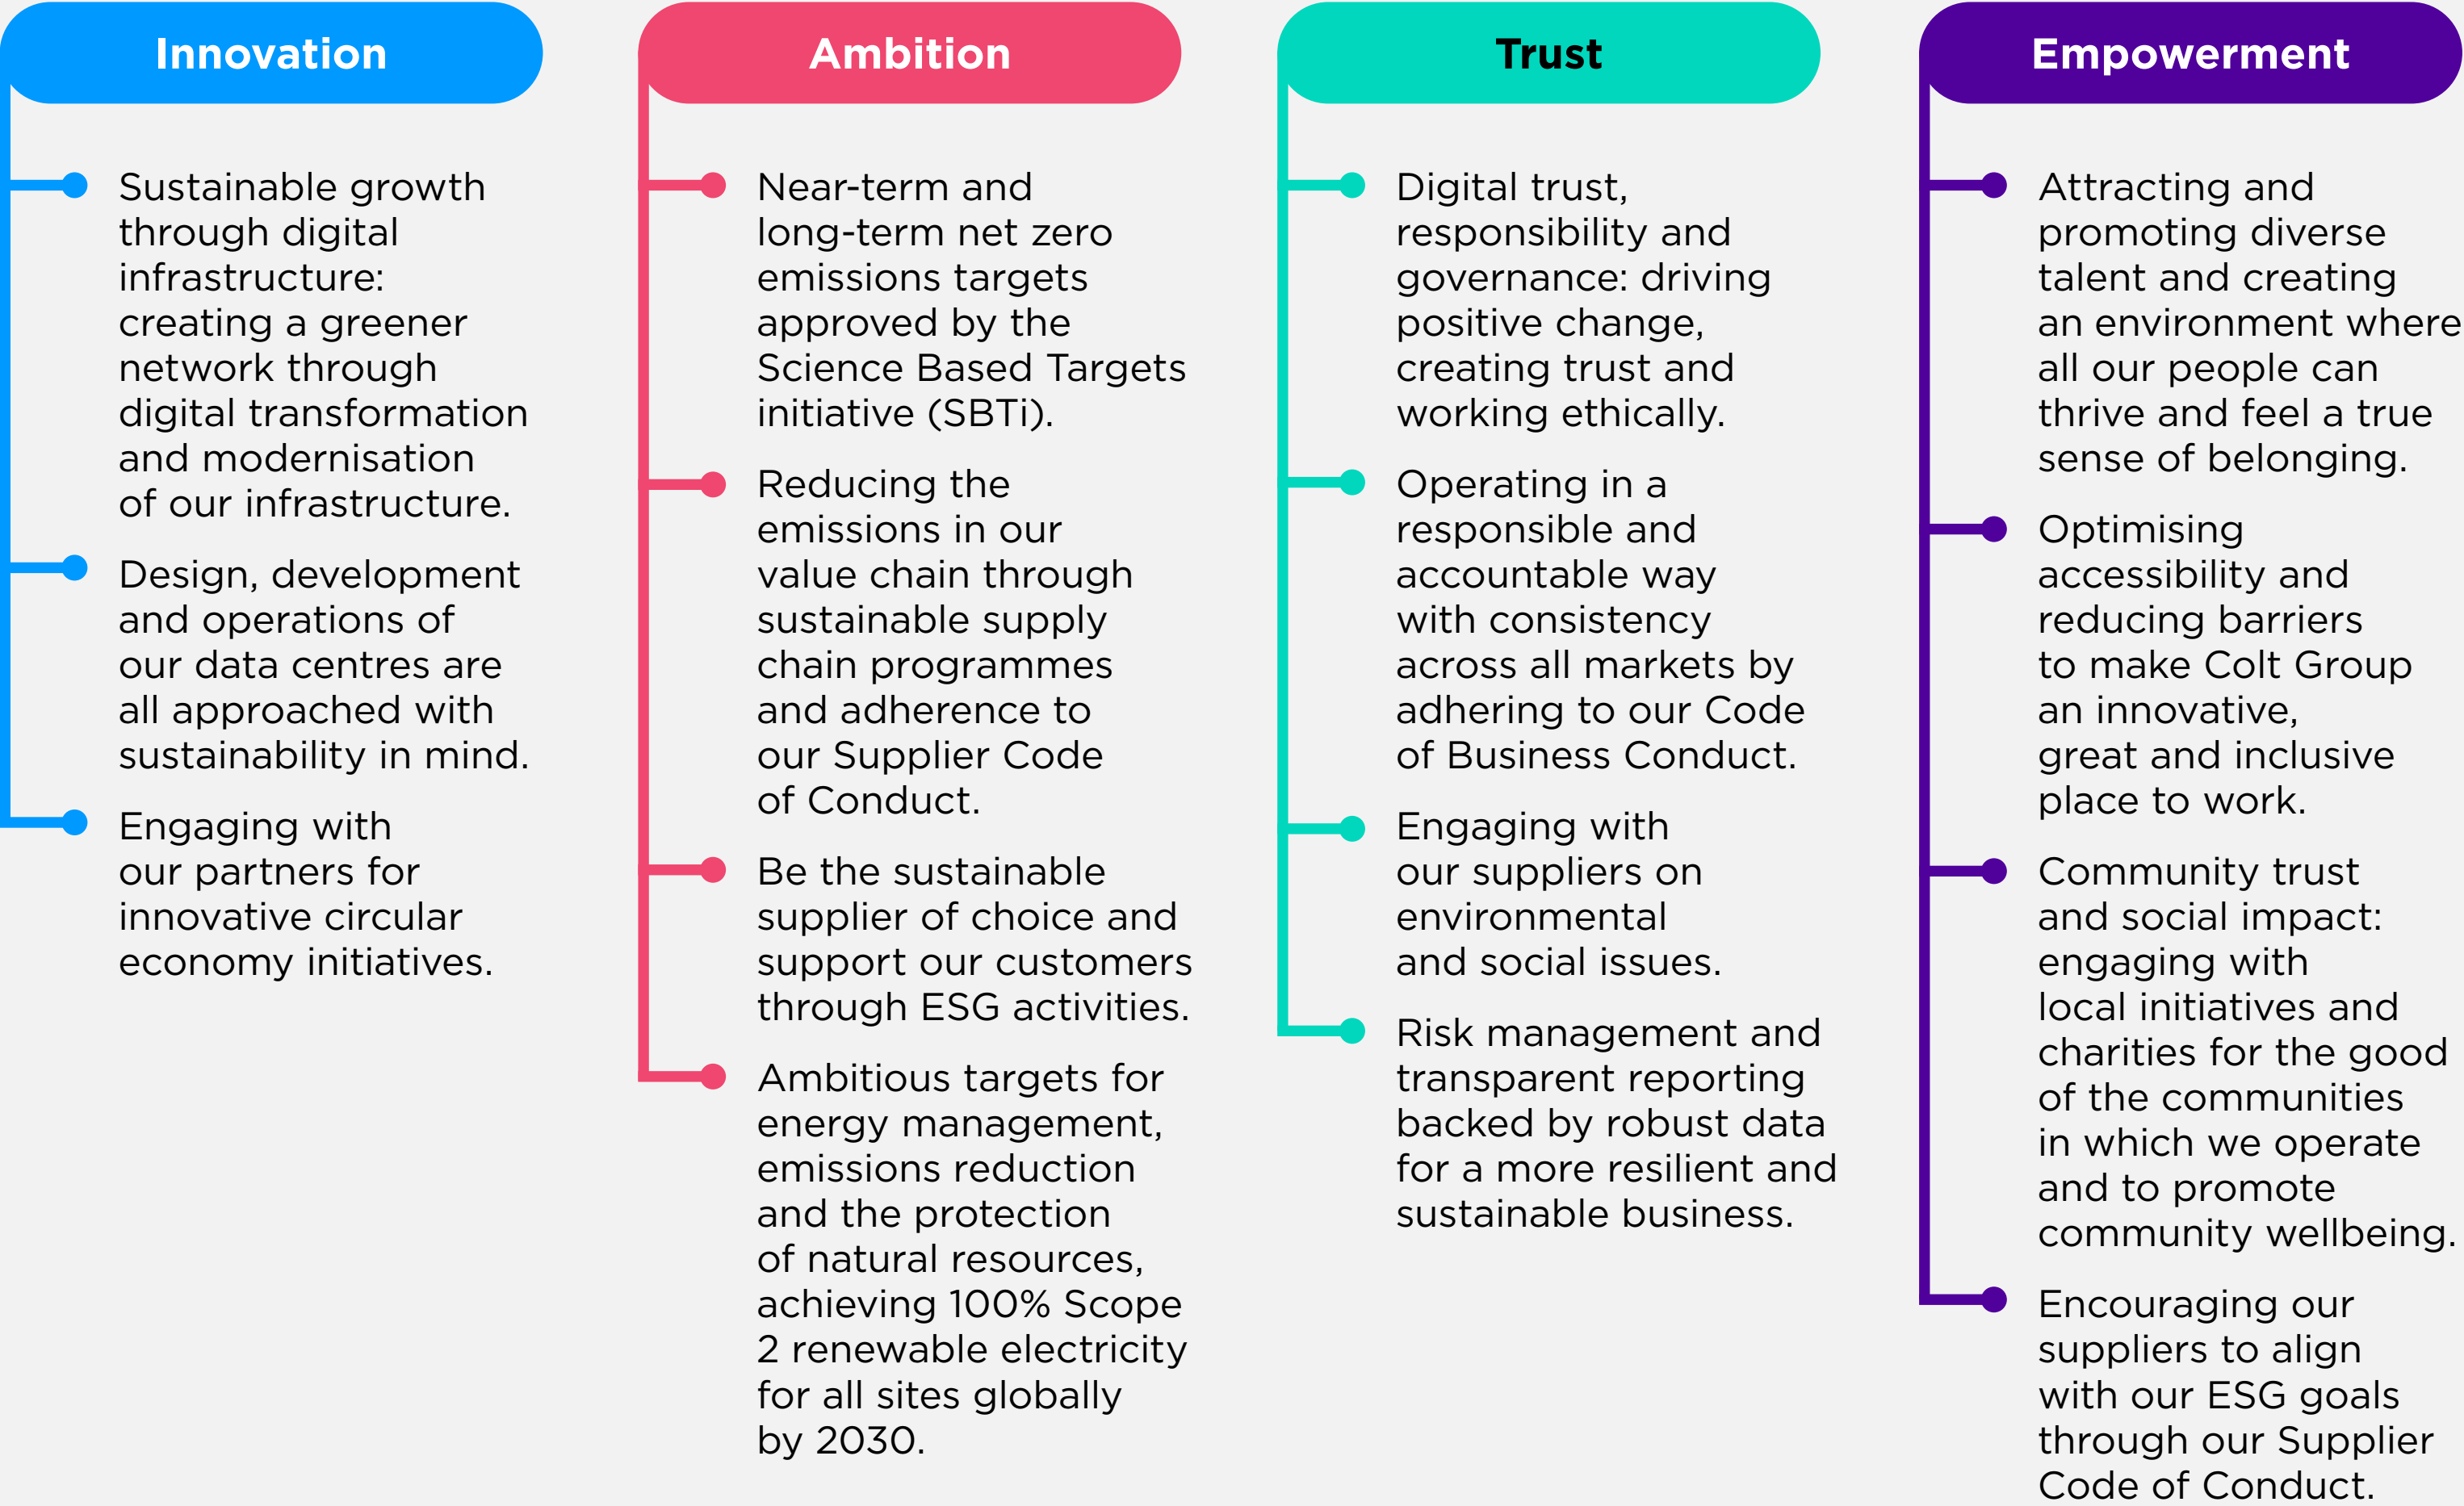 Innovation
Sustainable growth
through digital
infrastructure:
creating a greener
network through
digital transformation
and modernisation
of our infrastructure.
Design, development
and operations of
our data centres are
all approached with
sustainability in mind.
Engaging with
our partners for
innovative circular
economy initiatives.
Ambition
Near-term and
long-term net zero
emissions targets
approved by the
Science Based Targets
initiative (SBTi).
Reducing the
emissions in our
value chain through
sustainable supply
chain programmes
and adherence to
our Supplier Code
of Conduct.
Be the sustainable
supplier of choice and
support our customers
through ESG activities.
Ambitious targets for
energy management,
emissions reduction
and the protection
of natural resources,
achieving 100% Scope
2 renewable electricity
for all sites globally
by 2030.
Trust
Digital trust,
responsibility and
governance: driving
positive change,
creating trust and
working ethically.
Operating in a
responsible and
accountable way
with consistency
across all markets by
adhering to our Code
of Business Conduct.
Engaging with
our suppliers on
environmental
and social issues.
Risk management and
transparent reporting
backed by robust data
for a more resilient and
sustainable business.
Empowerment
Attracting and
promoting diverse
talent and creating
an environment where
all our people can
thrive and feel a true
sense of belonging.
Optimising
accessibility and
reducing barriers
to make Colt Group
an innovative,
great and inclusive
place to work.
Community trust
and social impact:
engaging with
local initiatives and
charities for the good
of the communities
in which we operate
and to promote
community wellbeing.
Encouraging our
suppliers to align
with our ESG goals
through our Supplier
Code of Conduct.